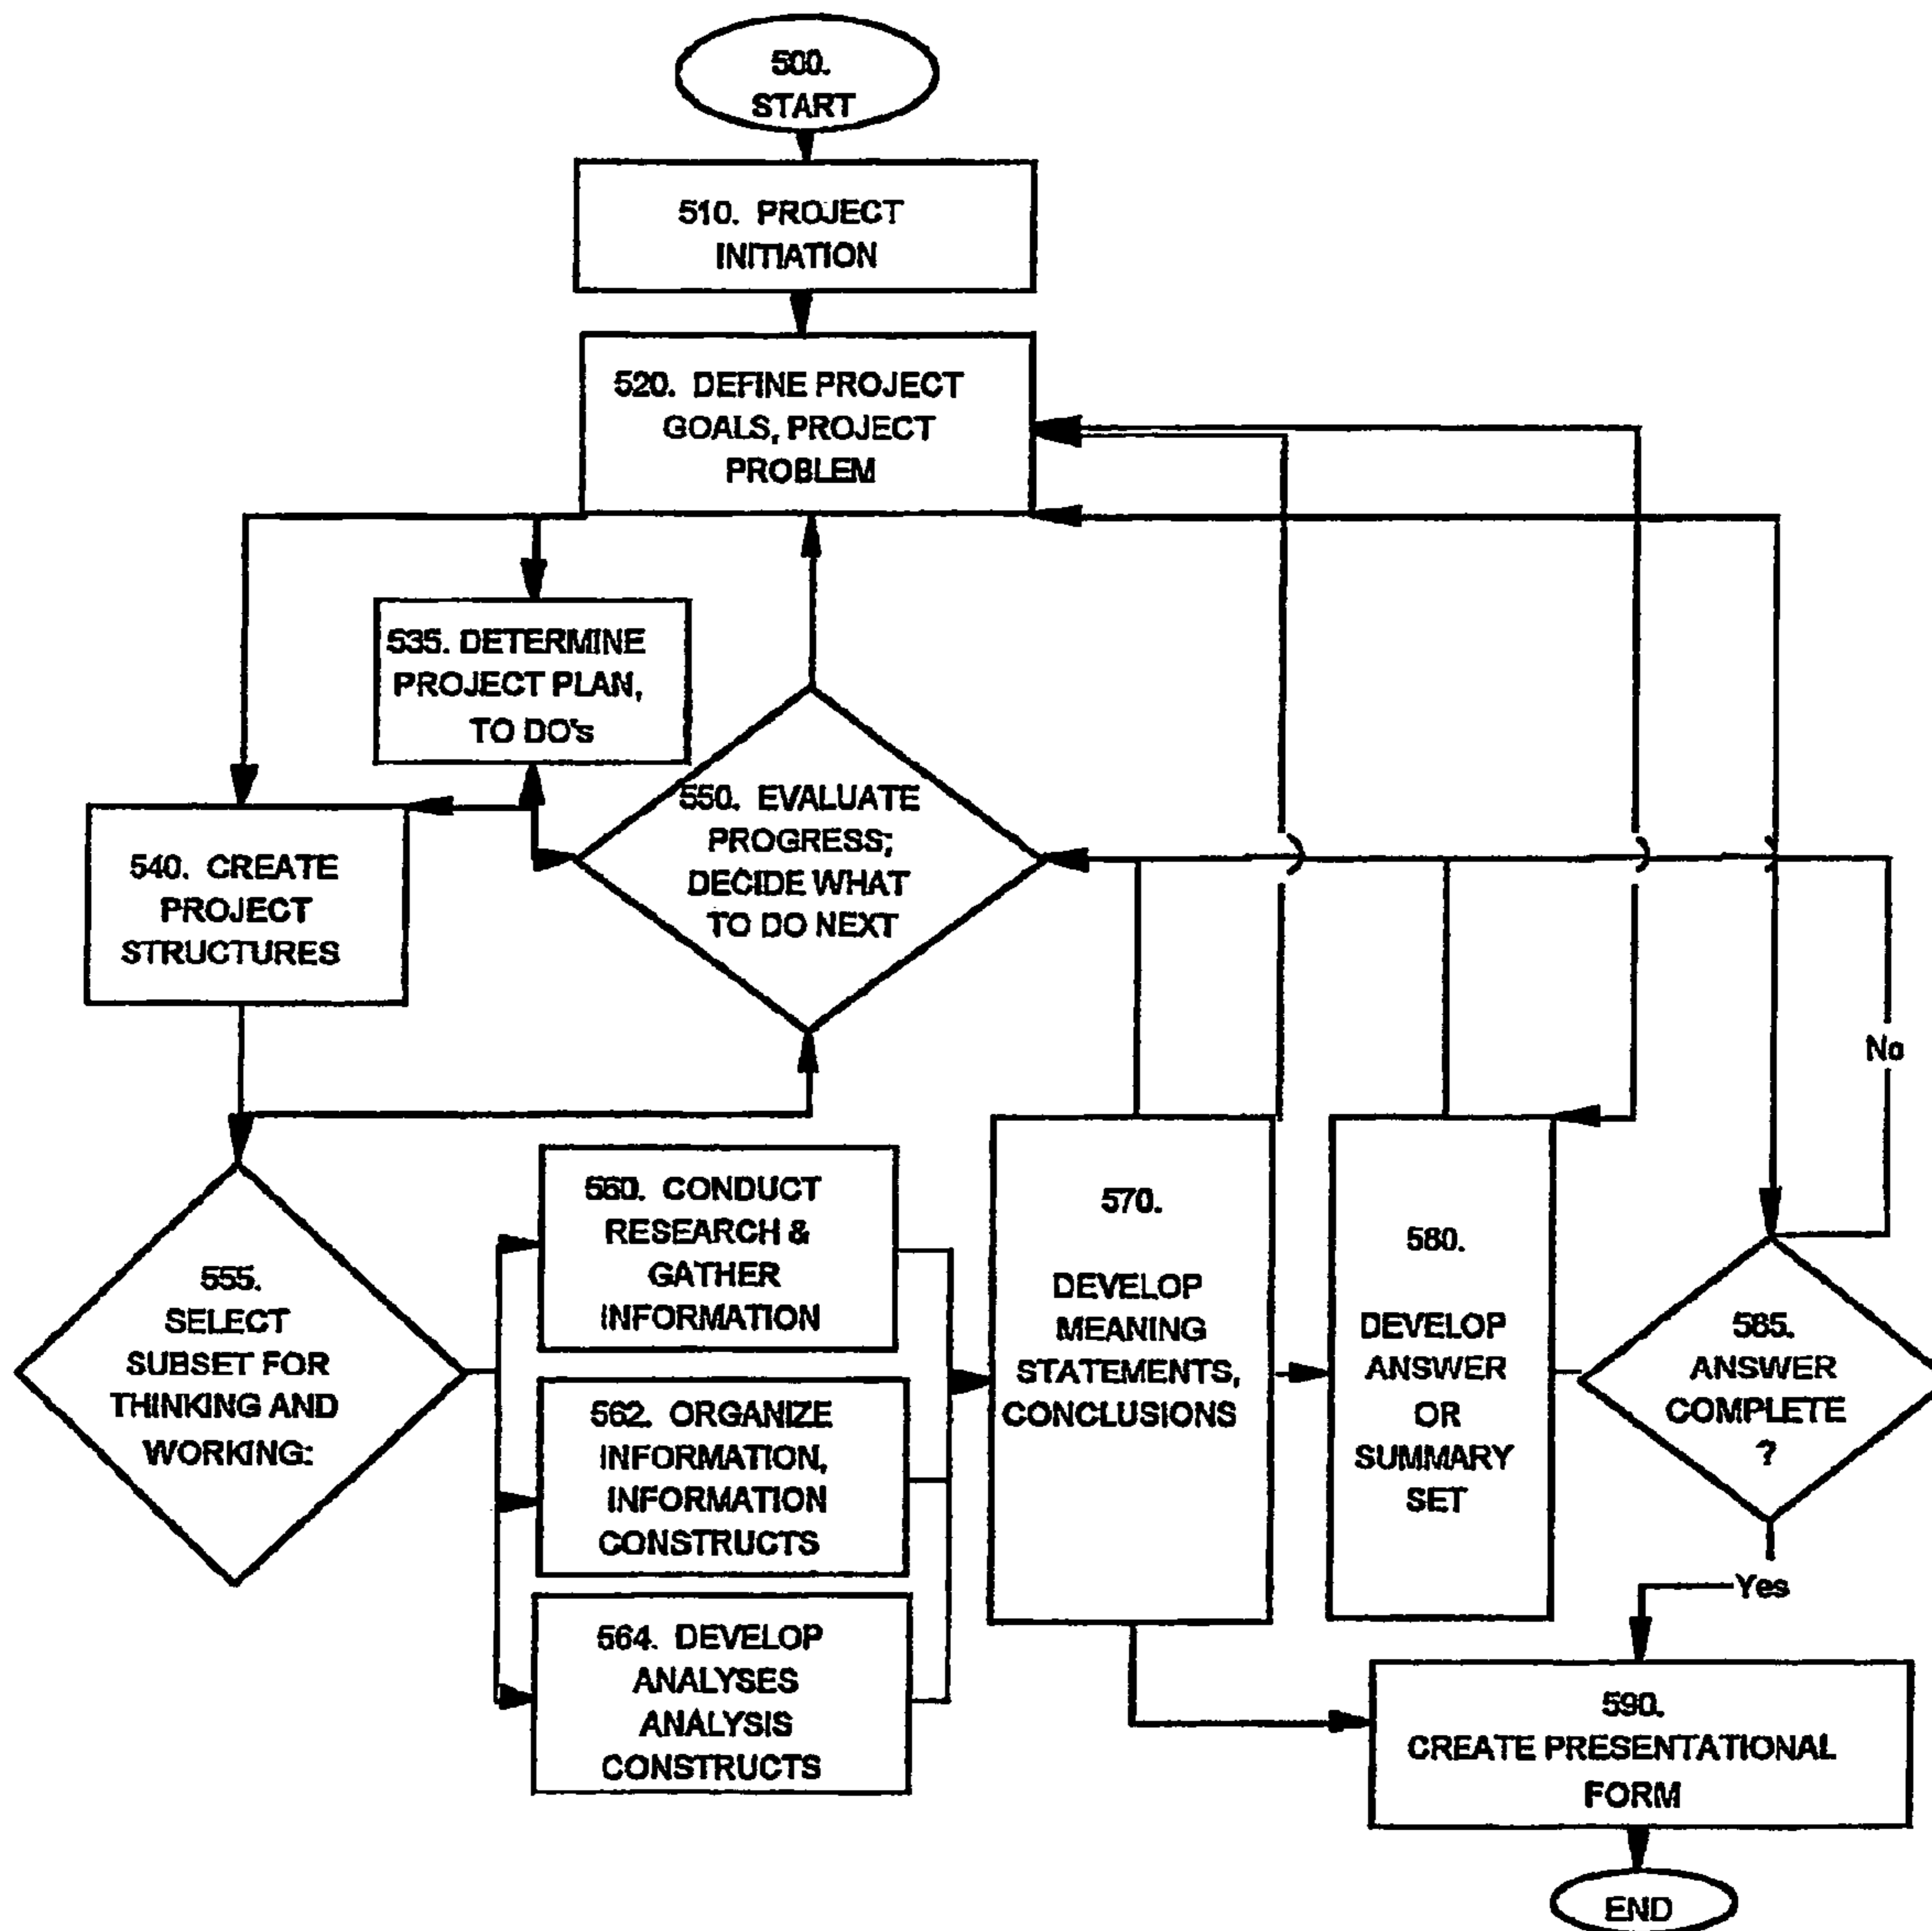 500.
START
510. PROJECT
INITIATION
520. DEFINE PROJECT
GOALS, PROJECT
PROBLEM
535. DETERMINE
PROJECT PLAN,
TO DO's
550. EVALUATE
PROGRESS;
DECIDE WHAT
TO DO NEXT
540. CREATE
PROJECT
STRUCTURES
No
555.
SELECT
SUBSET FOR
THINKING AND
WORKING:
560. CONDUCT
RESEARCH &
GATHER
INFORMATION
562. ORGANIZE
INFORMATION,
INFORMATION
CONSTRUCTS
564. DEVELOP
ANALYSES
ANALYSIS
CONSTRUCTS
570.
DEVELOP
MEANING
STATEMENTS,
CONCLUSIONS
580.
DEVELOP
ANSWER
OR
SUMMARY
SET
585.
ANSWER
COMPLETE
?
Yes
590.
CREATE PRESENTATIONAL
FORM
END